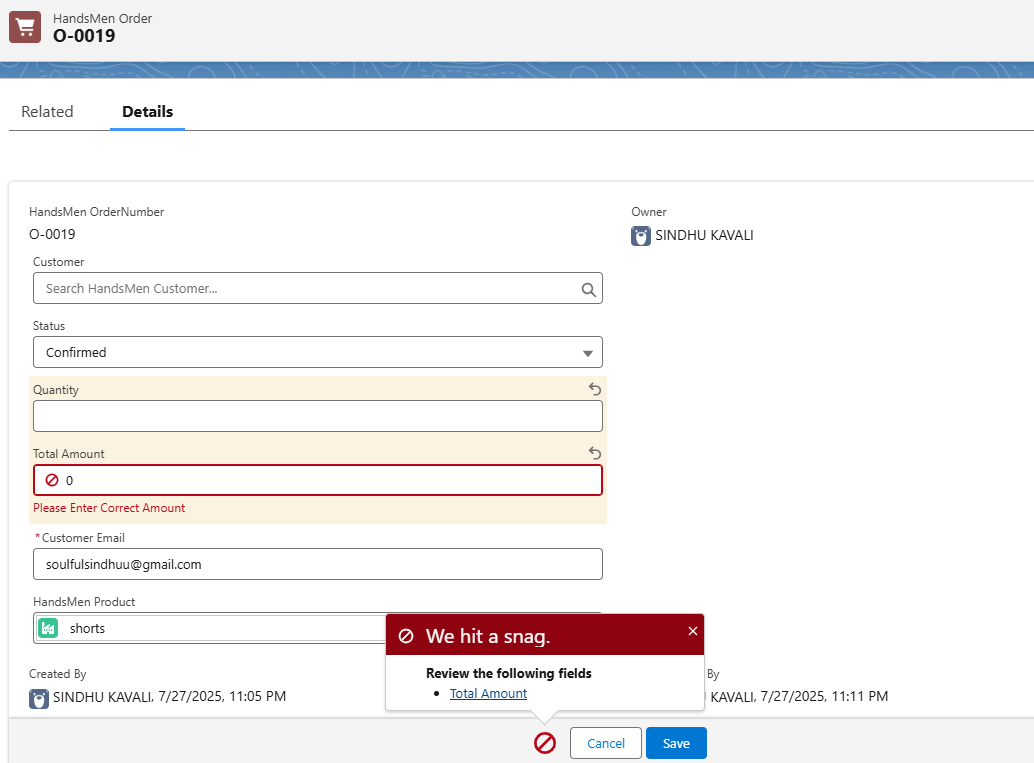 HandsMen Order
O-0019
Related
Details
HandsMen OrderNumber
O-0019
Owner
SINDHU KAVALI
Customer
Search HandsMen Customer...
Status
Confirmed
Quantity
Total Amount
0
Please Enter Correct Amount
*Customer Email
soulfulsindhuu@gmail.com
HandsMen Product
shorts
We hit a snag.
Review the following fields
• Total Amount
Created By
SINDHU KAVALI, 7/27/2025, 11:05 PM
By
KAVALI, 7/27/2025, 11:11 PM
Cancel
Save